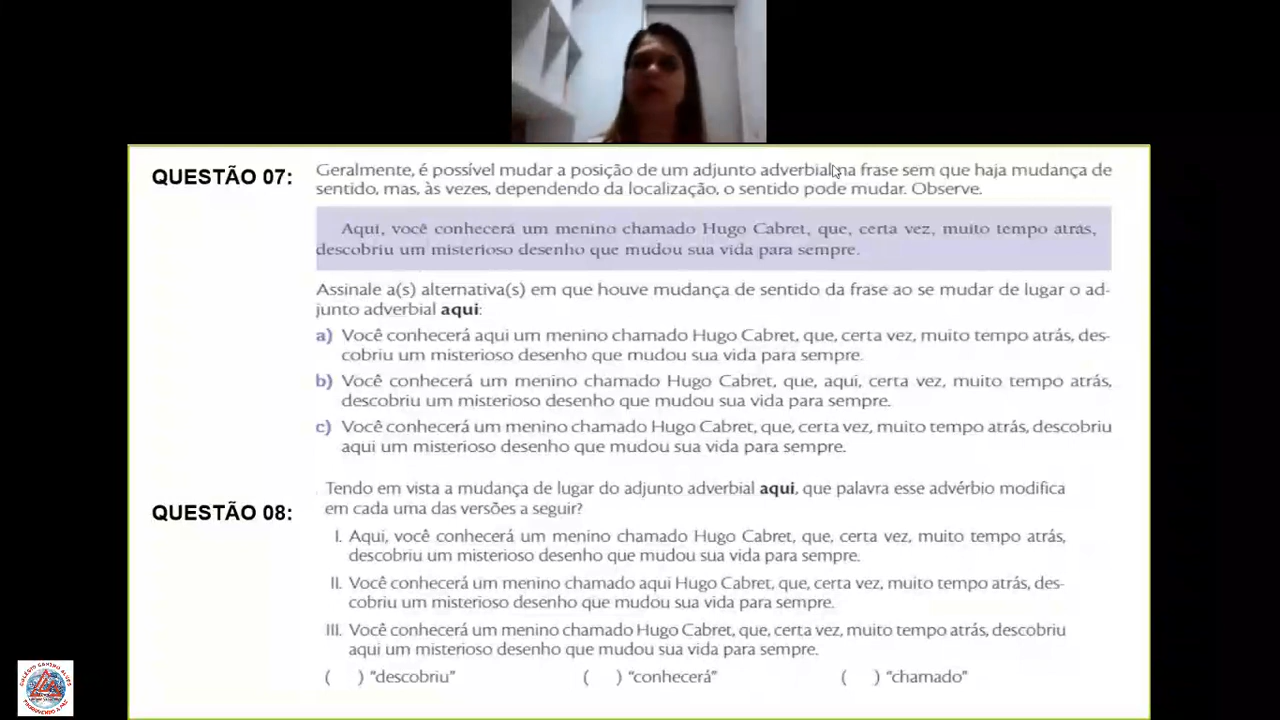 QUESTÃO 07:
Geralmente, é possível mudar a posição de um adjunto adverbial na frase sem que haja mudança de
sentido, mas, às vezes, dependendo da localização, o sentido pode mudar. Observe.
Aqui, você conhecerá um menino chamado Hugo Cabret, que, certa vez, muito tempo atrás,
descobriu um misterioso desenho que mudou sua vida para sempre.
Assinale a(s) alternativa(s) em que houve mudança de sentido da frase ao se mudar de lugar o ad-
junto adverbial aqui:
a) Você conhecerá aqui um menino chamado Hugo Cabret, que, certa vez, muito tempo atrás, des-
cobriu um misterioso desenho que mudou sua vida para sempre.
b) Você conhecerá um menino chamado Hugo Cabret, que, aqui, certa vez, muito tempo atrás,
descobriu um misterioso desenho que mudou sua vida para sempre.
c) Você conhecerá um menino chamado Hugo Cabret, que, certa vez, muito tempo atrás, descobriu
aqui um misterioso desenho que mudou sua vida para sempre.
QUESTÃO 08:
Tendo em vista a mudança de lugar do adjunto adverbial aqui, que palavra esse advérbio modifica
em cada uma das versões a seguir?
I. Aqui, você conhecerá um menino chamado Hugo Cabret, que, certa vez, muito tempo atrás,
descobriu um misterioso desenho que mudou sua vida para sempre.
II. Você conhecerá um menino chamado aqui Hugo Cabret, que, certa vez, muito tempo atrás, des-
cobriu um misterioso desenho que mudou sua vida para sempre.
III. Você conhecerá um menino chamado Hugo Cabret, que, certa vez, muito tempo atrás, descobriu
aqui um misterioso desenho que mudou sua vida para sempre.
( ) "descobriu" ( ) "conhecerá" ( ) "chamado"